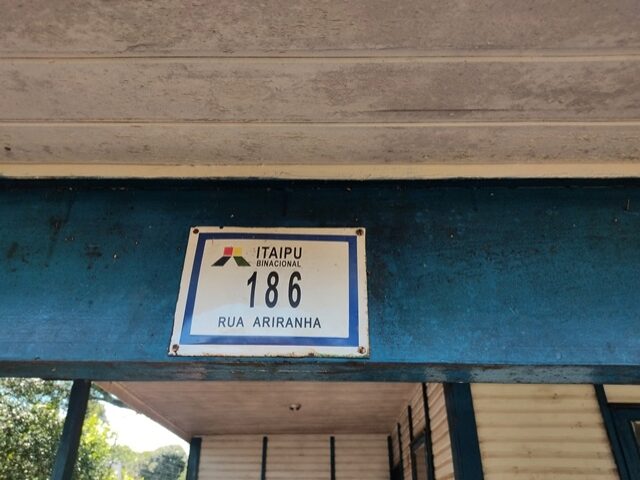 ITAIPU
BINACIONAL
186
RUA ARIRANHA